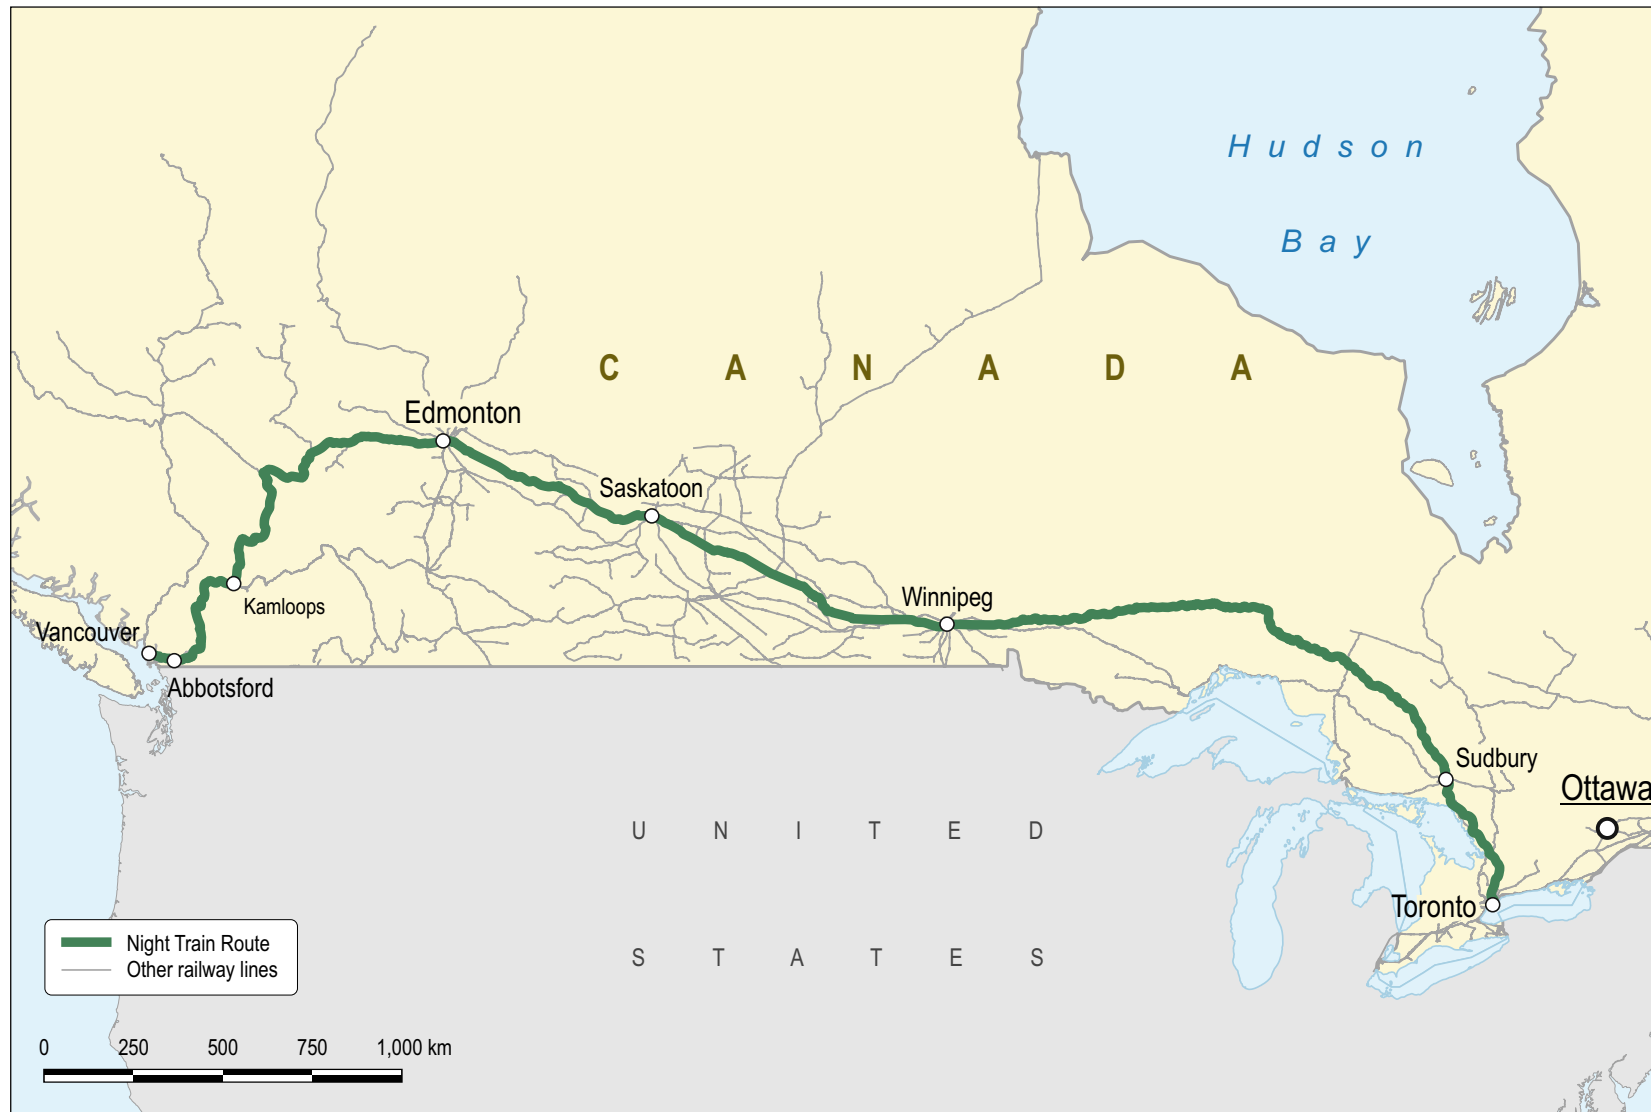 Hudson
Bay
CANADA
Edmonton
Saskatoon
Winnipeg
Kamloops
Vancouver
Abbotsford
Sudbury
Ottawa
UNITED
Toronto
STATES
Night Train Route
Other railway lines
0 250 500 750 1,000 km